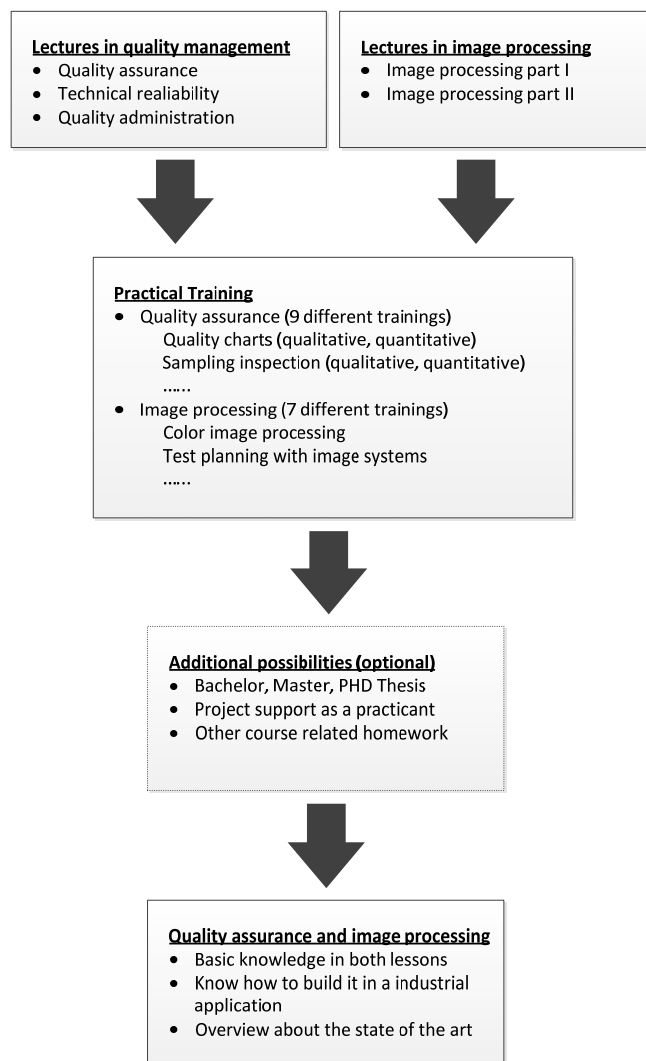 Lectures in quality management
• Quality assurance
• Technical realiability
• Quality administration
Lectures in image processing
• Image processing part I
• Image processing part II
Practical Training
• Quality assurance (9 different trainings)
Quality charts (qualitative, quantitative)
Sampling inspection (qualitative, quantitative)
......
• Image processing (7 different trainings)
Color image processing
Test planning with image systems
......
Additional possibilities (optional)
• Bachelor, Master, PHD Thesis
• Project support as a practicant
• Other course related homework
Quality assurance and image processing
• Basic knowledge in both lessons
• Know how to build it in a industrial
application
• Overview about the state of the art